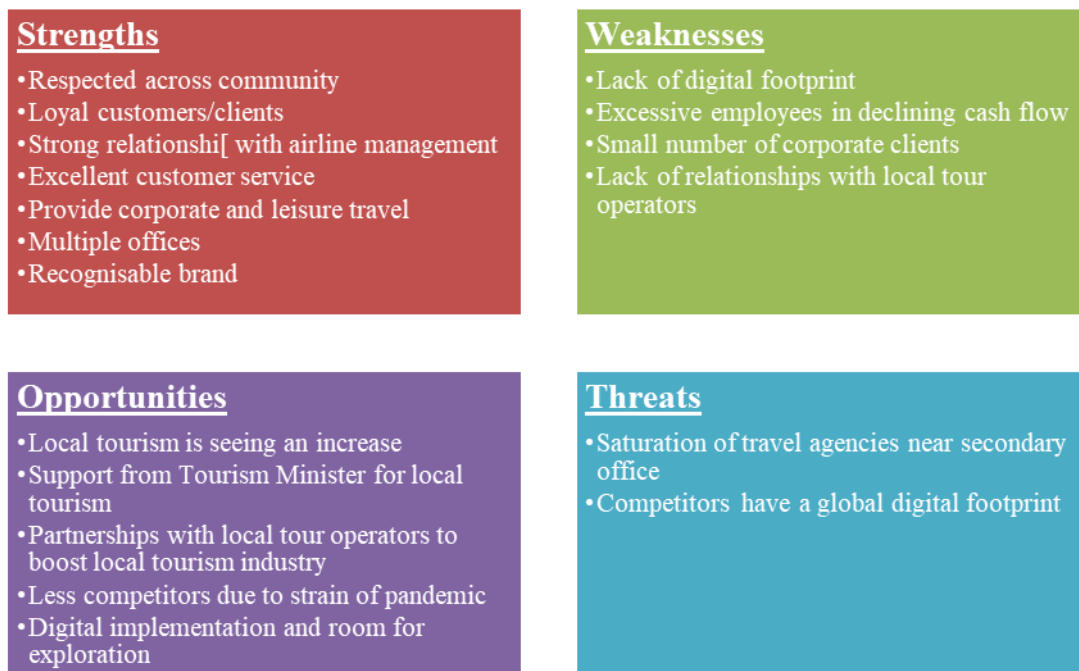 Strengths
•Respected across community
•Loyal customers/clients
•Strong relationshi[ with airline management
•Excellent customer service
•Provide corporate and leisure travel
•Multiple offices
•Recognisable brand
Weaknesses
•Lack of digital footprint
•Excessive employees in declining cash flow
•Small number of corporate clients
•Lack of relationships with local tour
operators
Opportunities
•Local tourism is seeing an increase
•Support from Tourism Minister for local
tourism
•Partnerships with local tour operators to
boost local tourism industry
•Less competitors due to strain of pandemic
•Digital implementation and room for
exploration
Threats
•Saturation of travel agencies near secondary
office
•Competitors have a global digital footprint